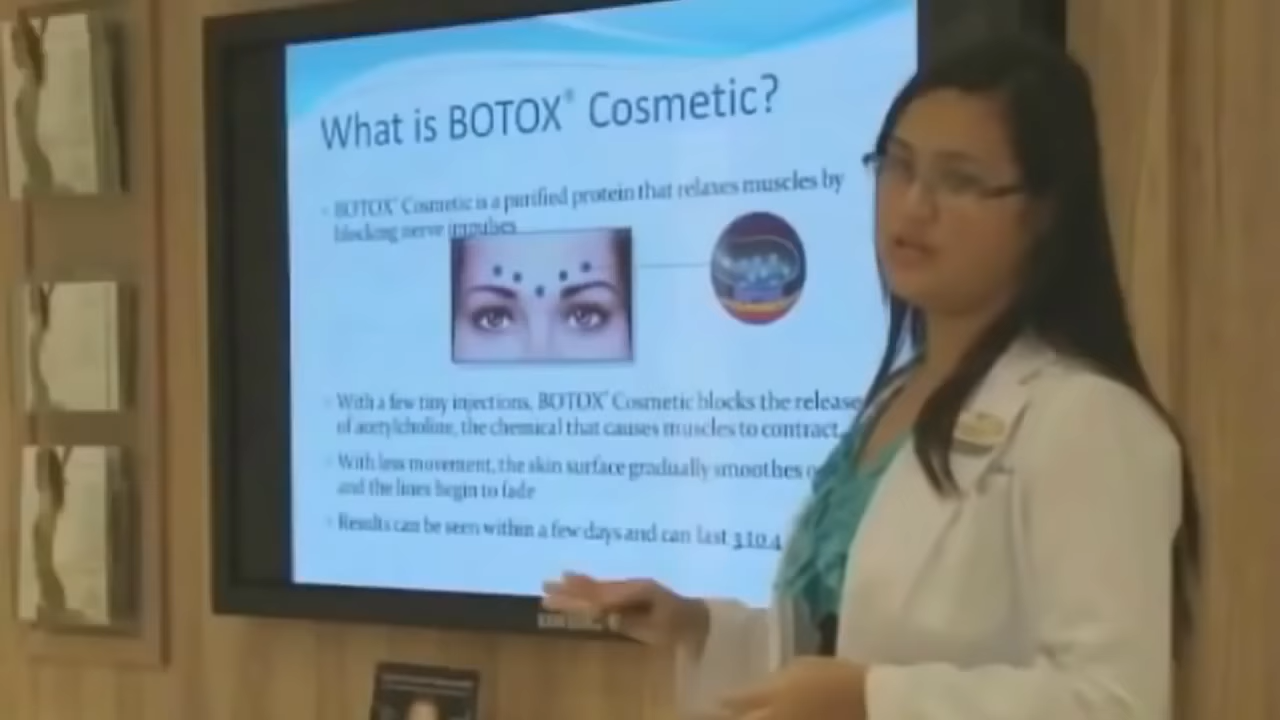 What is BOTOX® Cosmetic?
BOTOX® Cosmetic is a purified protein that relaxes muscles by
blocking nerve impulses
With a few tiny injections, BOTOX® Cosmetic blocks the release
of acetylcholine, the chemical that causes muscles to contract.
With less movement, the skin surface gradually smoothes
and the lines begin to fade
Results can be seen within a few days and can last 3 to 4